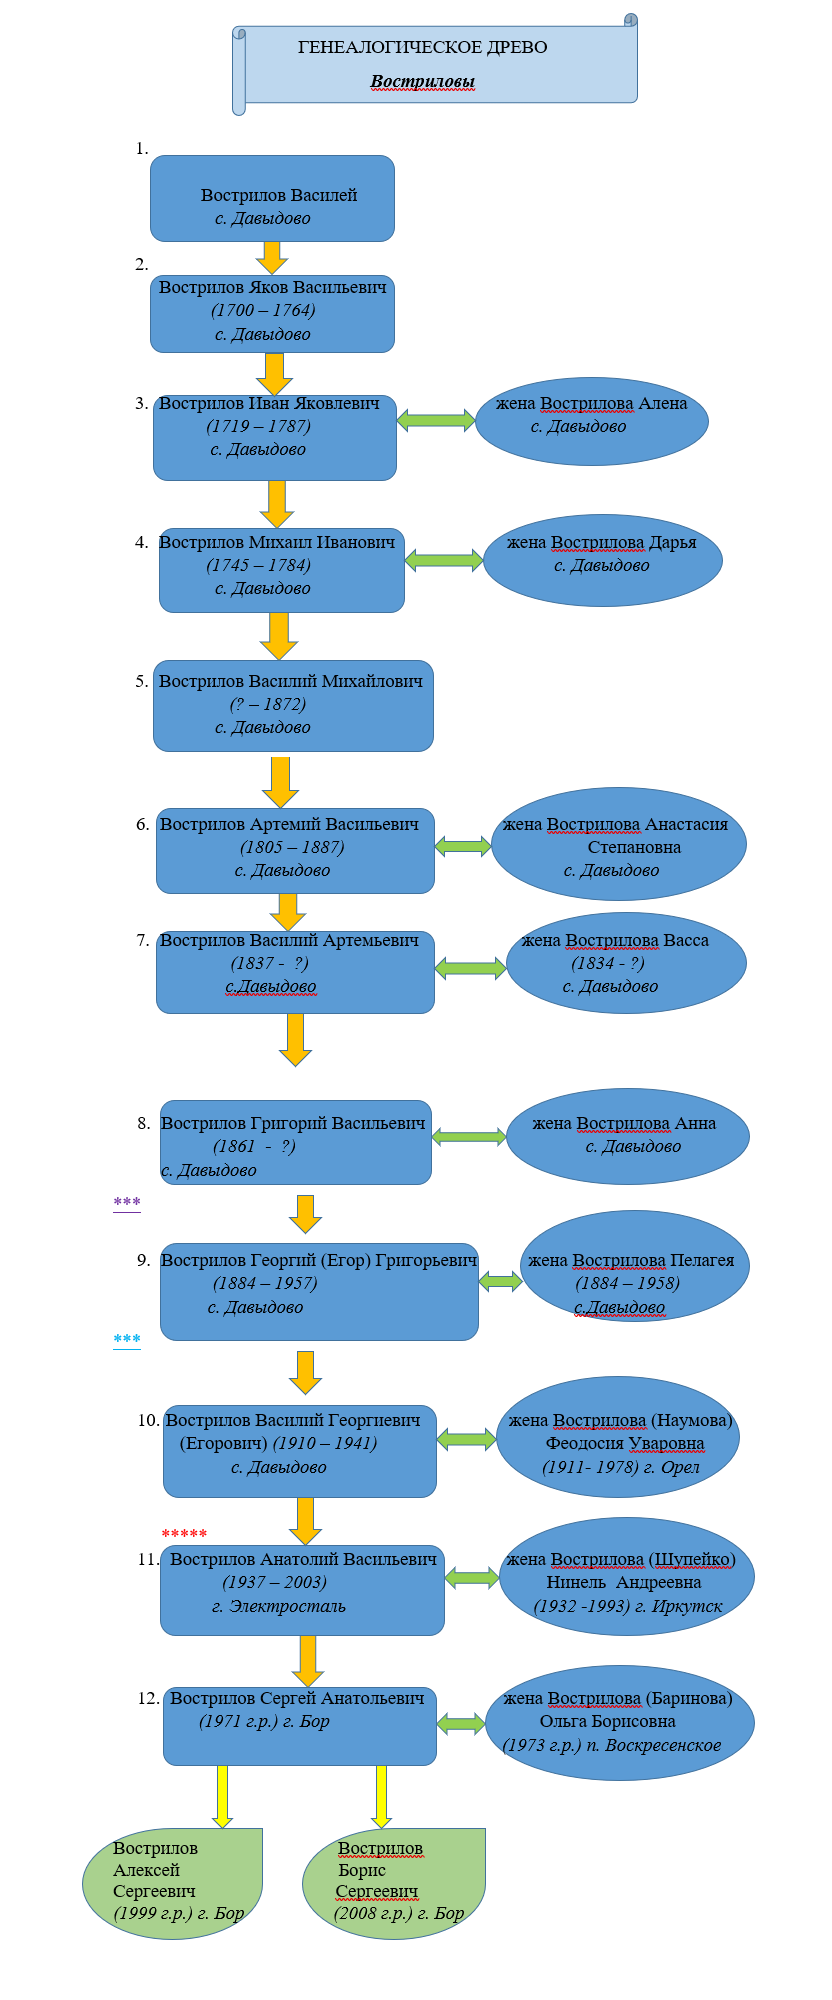 ГЕНЕАЛОГИЧЕСКОЕ ДРЕВО
Востриловы
1.
Вострилов Василей
с. Давыдово
2.
Вострилов Яков Васильевич
(1700 – 1764)
с. Давыдово
3. Вострилов Иван Яковлевич
(1719 – 1787)
с. Давыдово
жена Вострилова Алена
с. Давыдово
4. Вострилов Михаил Иванович
(1745 – 1784)
с. Давыдово
жена Вострилова Дарья
с. Давыдово
5. Вострилов Василий Михайлович
(? – 1872)
с. Давыдово
6. Вострилов Артемий Васильевич
(1805 – 1887)
с. Давыдово
жена Вострилова Анастасия
Степановна
с. Давыдово
7. Вострилов Василий Артемьевич
(1837 - ?)
с.Давыдово
жена Вострилова Васса
(1834 - ?)
с. Давыдово
8. Вострилов Григорий Васильевич
(1861 - ?)
с. Давыдово
жена Вострилова Анна
с. Давыдово
***
9. Вострилов Георгий (Егор) Григорьевич
(1884 – 1957)
с. Давыдово
жена Вострилова Пелагея
(1884 – 1958)
с.Давыдово
***
10. Вострилов Василий Георгиевич
(Егорович) (1910 – 1941)
с. Давыдово
жена Вострилова (Наумова)
Феодосия Уваровна
(1911- 1978) г. Орел
*****
11. Вострилов Анатолий Васильевич
(1937 – 2003)
г. Электросталь
жена Вострилова (Шупейко)
Нинель Андреевна
(1932 -1993) г. Иркутск
12. Вострилов Сергей Анатольевич
(1971 г.р.) г. Бор
жена Вострилова (Баринова)
Ольга Борисовна
(1973 г.р.) п. Воскресенское
Вострилов
Алексей
Сергеевич
(1999 г.р.) г. Бор
Вострилов
Борис
Сергеевич
(2008 г.р.) г. Бор